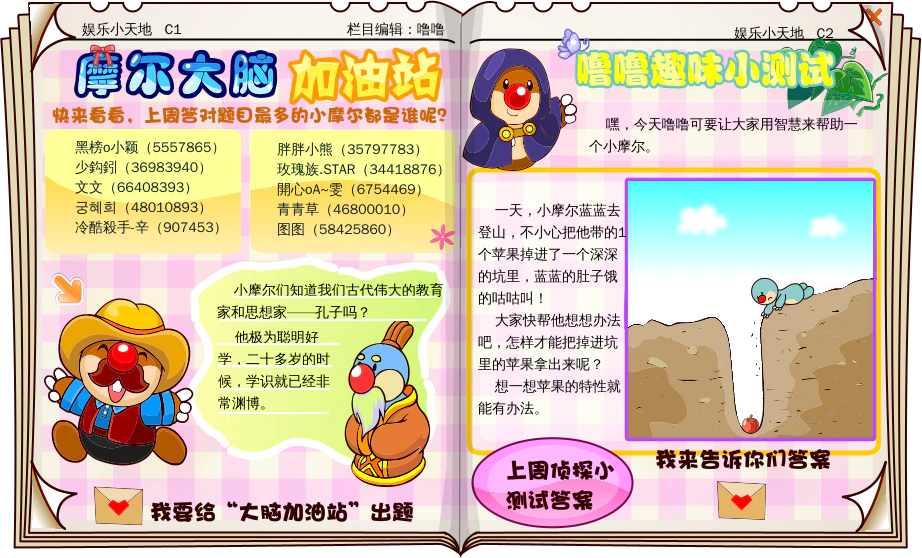 娱乐小天地 C1
栏目编辑：噜噜
摩尔大脑 加油站
快来看看，上周答对题目最多的小摩尔都是谁呢?
黑榜o小颖（5557865）
少鈎釖（36983940）
文文（66408393）
궁혜희（48010893）
冷酷殺手-辛（907453）
胖胖小熊（35797783）
玫瑰族.STAR（34418876）
開心oA~雯（6754469）
青青草（46800010）
图图（58425860）
小摩尔们知道我们古代伟大的教育
家和思想家——孔子吗？
他极为聪明好
学，二十多岁的时
候，学识就已经非
常渊博。
我要给“大脑加油站”出题
娱乐小天地 C2
噜噜趣味小测试
嘿，今天噜噜可要让大家用智慧来帮助一
个小摩尔。
一天，小摩尔蓝蓝去
登山，不小心把他带的1
个苹果掉进了一个深深
的坑里，蓝蓝的肚子饿
的咕咕叫！
大家快帮他想想办法
吧，怎样才能把掉进坑
里的苹果拿出来呢？
想一想苹果的特性就
能有办法。
上周侦探小
测试答案
我来告诉你们答案